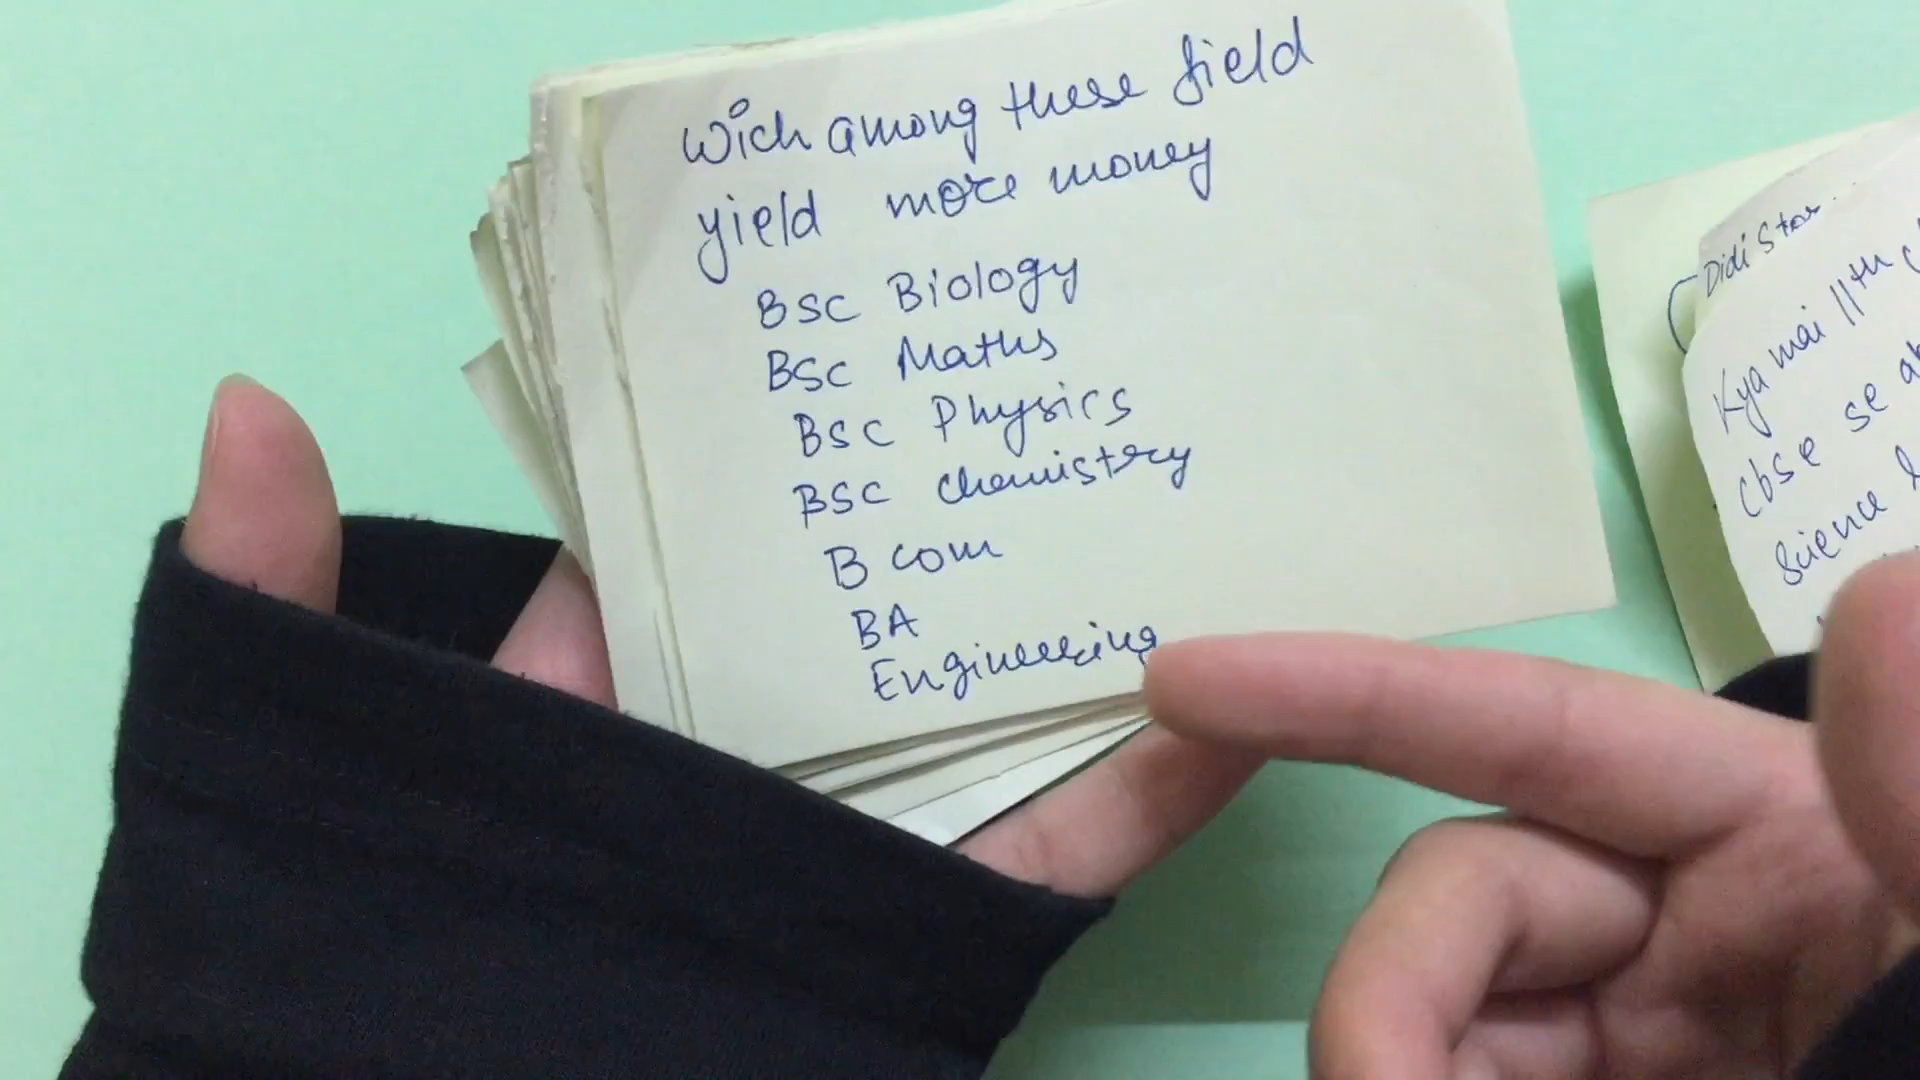 Wich among these field
yield more money
BSC Biology
BSC Maths
BSC Physics
BSC chemistry
B com
BA
Engineering
Didi Star.
Kya mai 11th
cbse se
Science